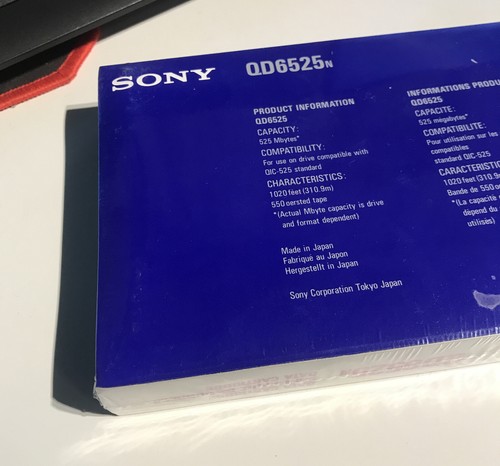 SONY
QD6525N
PRODUCT INFORMATION
QD6525
CAPACITY:
525 Mbytes*
COMPATIBILITY:
For use on drive compatible with
QIC-525 standard
CHARACTERISTICS:
1020 feet (310.9m)
550 oersted tape
*(Actual Mbyte capacity is drive
and format dependent)
Made in Japan
Fabriqué au Japon
Hergestellt in Japan
Sony Corporation Tokyo Japan
INFORMATIONS PRODU
QD6525
CAPACITE:
525 megabytes*
COMPATIBILITE:
Pour utilisation sur les
compatibles
standard QIC-525
CARACTERIS
1020 feet (310.9m
Bande de 550 o
*(La capacité
dépend du
utilisés)